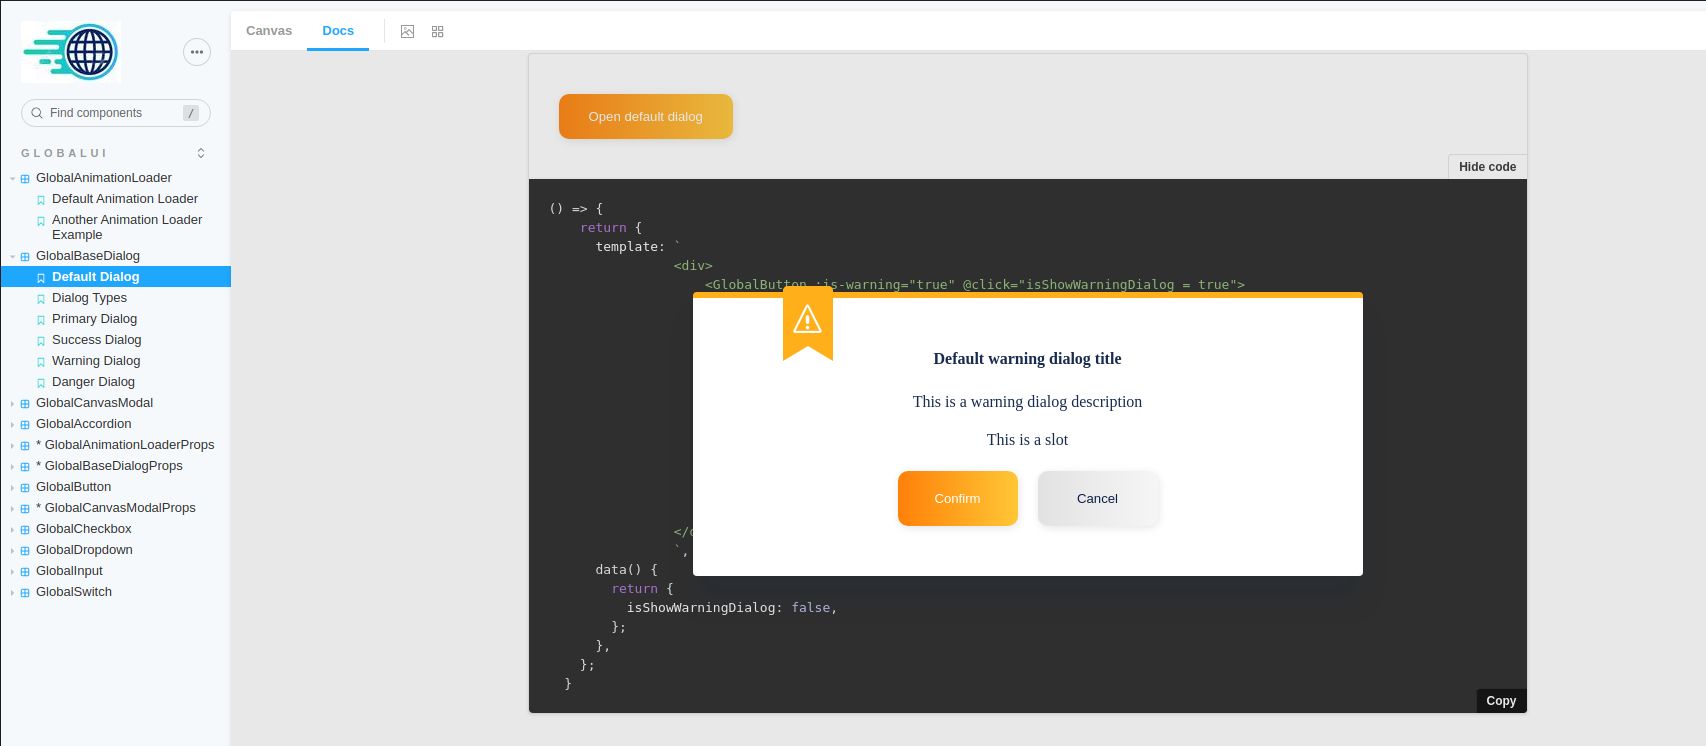 Canvas
Docs
Find components
/
GLOBALUI
GlobalAnimationLoader
Default Animation Loader
Another Animation Loader
Example
GlobalBaseDialog
Default Dialog
Dialog Types
Primary Dialog
Success Dialog
Warning Dialog
Danger Dialog
GlobalCanvasModal
GlobalAccordion
* GlobalAnimationLoaderProps
* GlobalBaseDialogProps
GlobalButton
* GlobalCanvasModalProps
GlobalCheckbox
GlobalDropdown
GlobalInput
GlobalSwitch
Open default dialog
Hide code
() => {
return {
template: `
<div>
<GlobalButton :is-warning="true" @click="isShowWarningDialog = true">
Default warning dialog title
This is a warning dialog description
This is a slot
Confirm
Cancel
</
`,
data() {
return {
isShowWarningDialog: false,
};
},
};
}
Copy